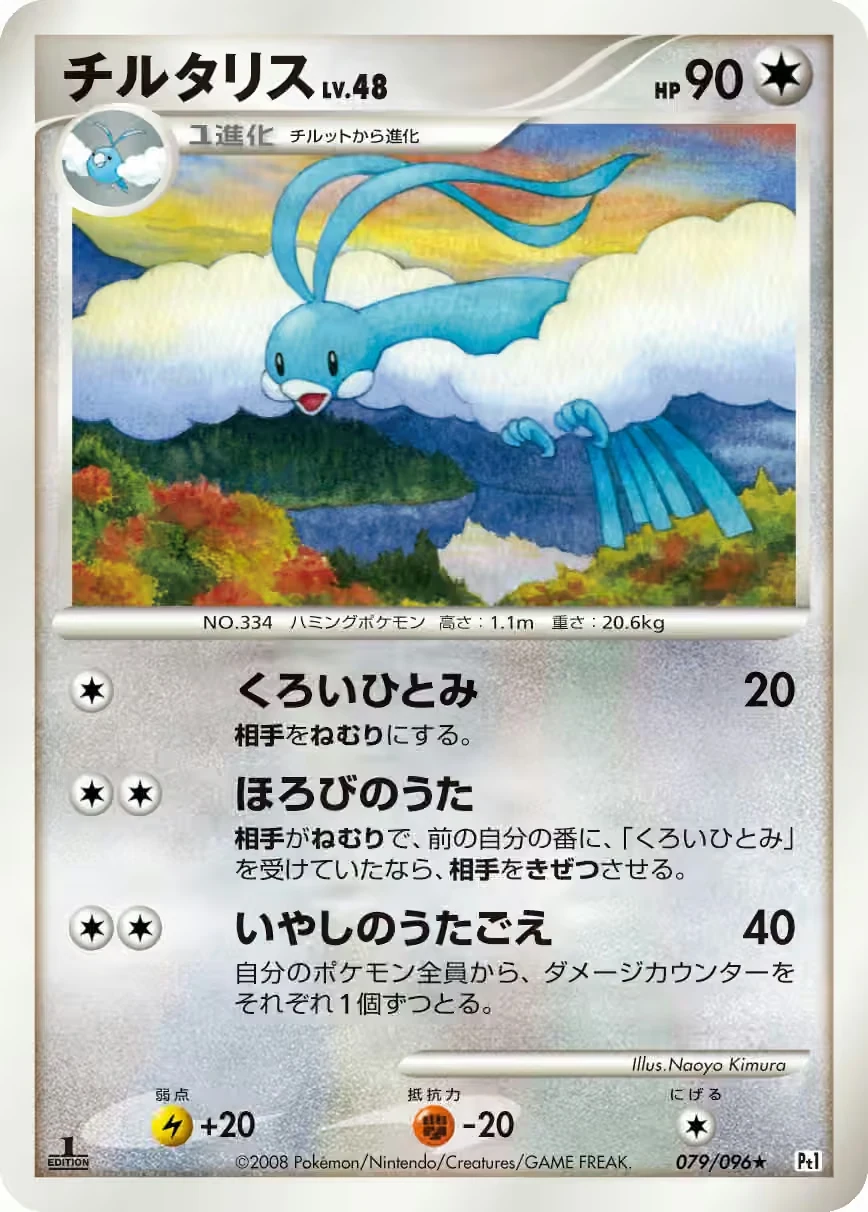 チルタリス LV.48 HP 90
1進化 チルットから進化
NO.334 ハミングポケモン 高さ：1.1m 重さ：20.6kg
くろいひとみ 20
相手をねむりにする。
ほろびのうた
相手がねむりで、前の自分の番に、「くろいひとみ」
を受けていたなら、相手をきぜつさせる。
いやしのうたごえ 40
自分のポケモン全員から、ダメージカウンターを
それぞれ1個ずつとる。
Illus.Naoyo Kimura
弱点 抵抗力 にげる
+20 -20
1 EDITION
©2008 Pokémon/Nintendo/Creatures/GAME FREAK. 079/096★ Pt1